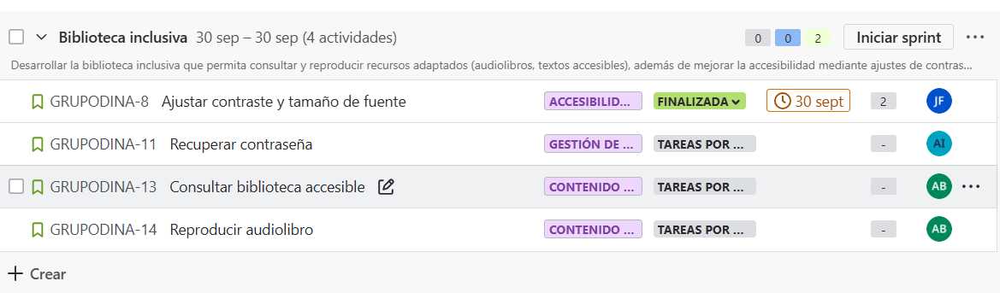 Biblioteca inclusiva 30 sep – 30 sep (4 actividades) 0 0 2 Iniciar sprint
Desarrollar la biblioteca inclusiva que permita consultar y reproducir recursos adaptados (audiolibros, textos accesibles), además de mejorar la accesibilidad mediante ajustes de contras...
GRUPODINA-8 Ajustar contraste y tamaño de fuente ACCESIBILID... FINALIZADA 30 sept 2 JF
GRUPODINA-11 Recuperar contraseña GESTIÓN DE ... TAREAS POR ... - AI
GRUPODINA-13 Consultar biblioteca accesible CONTENIDO ... TAREAS POR ... - AB
GRUPODINA-14 Reproducir audiolibro CONTENIDO ... TAREAS POR ... - AB
Crear